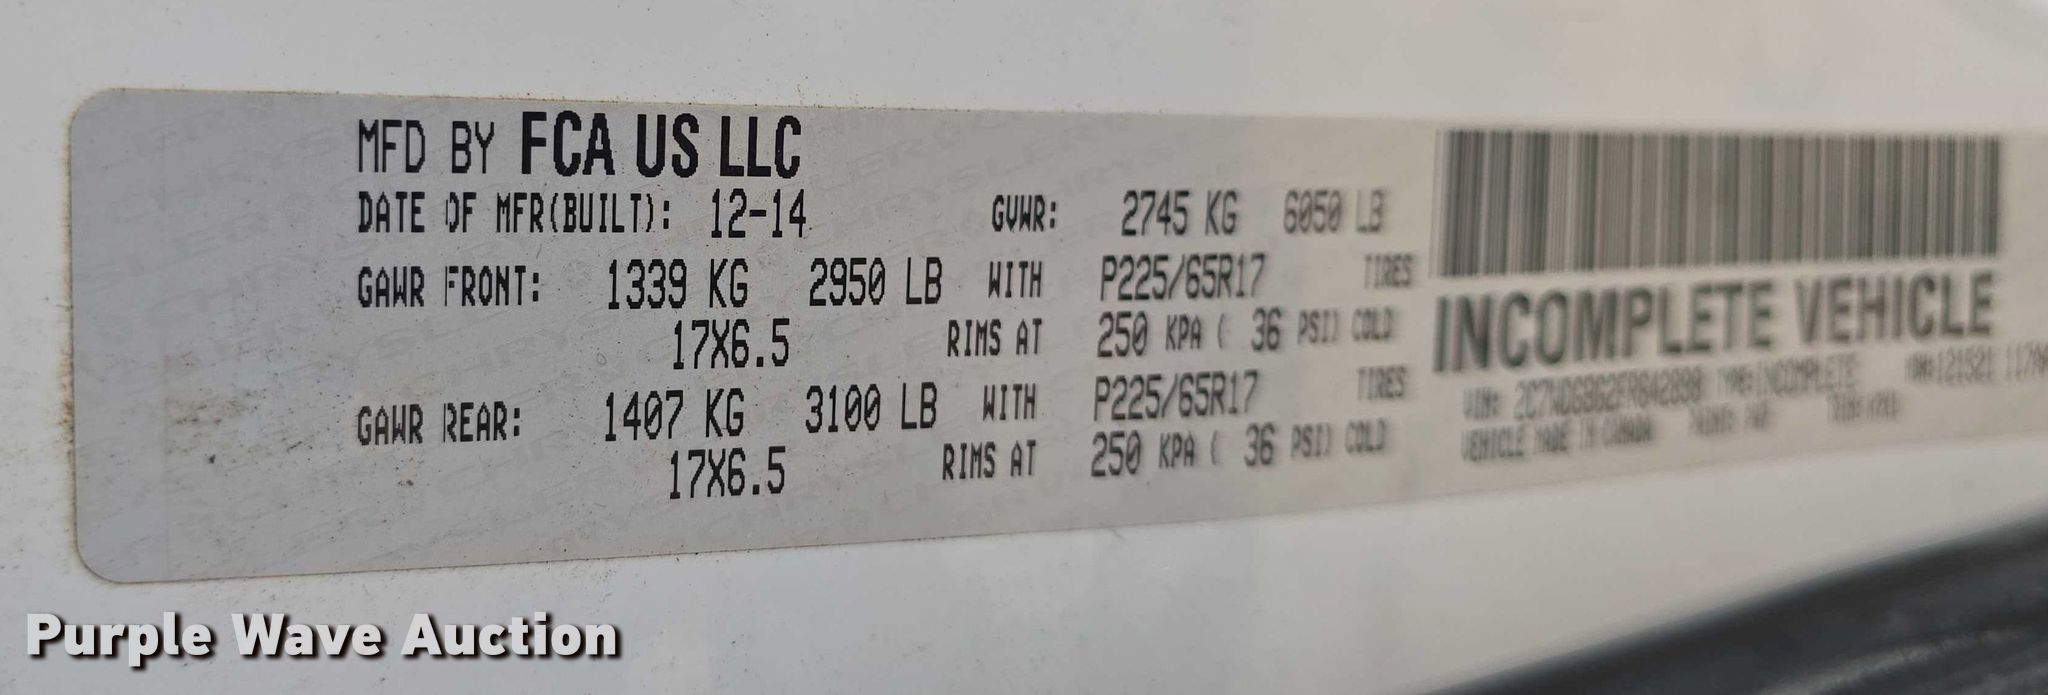 MFD BY FCA US LLC
DATE OF MFR(BUILT): 12-14 GVWR: 2745 KG 6050 LB
GAWR FRONT: 1339 KG 2950 LB WITH P225/65R17 TIRES
17X6.5 RIMS AT 250 KPA ( 36 PSI) COLD
GAWR REAR: 1407 KG 3100 LB WITH P225/65R17 TIRES
17X6.5 RIMS AT 250 KPA ( 36 PSI) COLD
INCOMPLETE VEHICLE
VIN: TYPE:INCOMPLETE
VEHICLE MADE IN CANADA
Purple Wave Auction